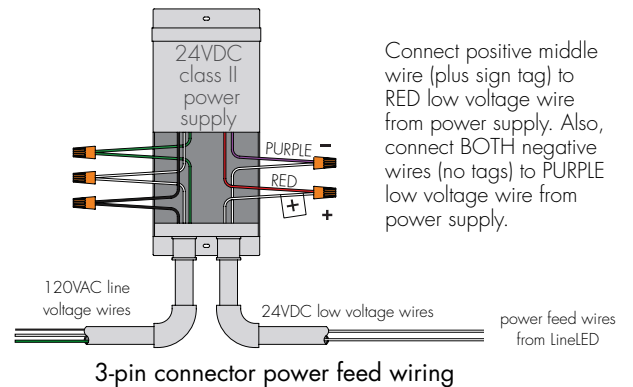 24VDC
class II
power
supply
Connect positive middle
wire (plus sign tag) to
RED low voltage wire
from power supply. Also,
connect BOTH negative
wires (no tags) to PURPLE
low voltage wire from
power supply.
PURPLE –
RED
+
+
120VAC line
voltage wires
24VDC low voltage wires
power feed wires
from LineLED
3-pin connector power feed wiring